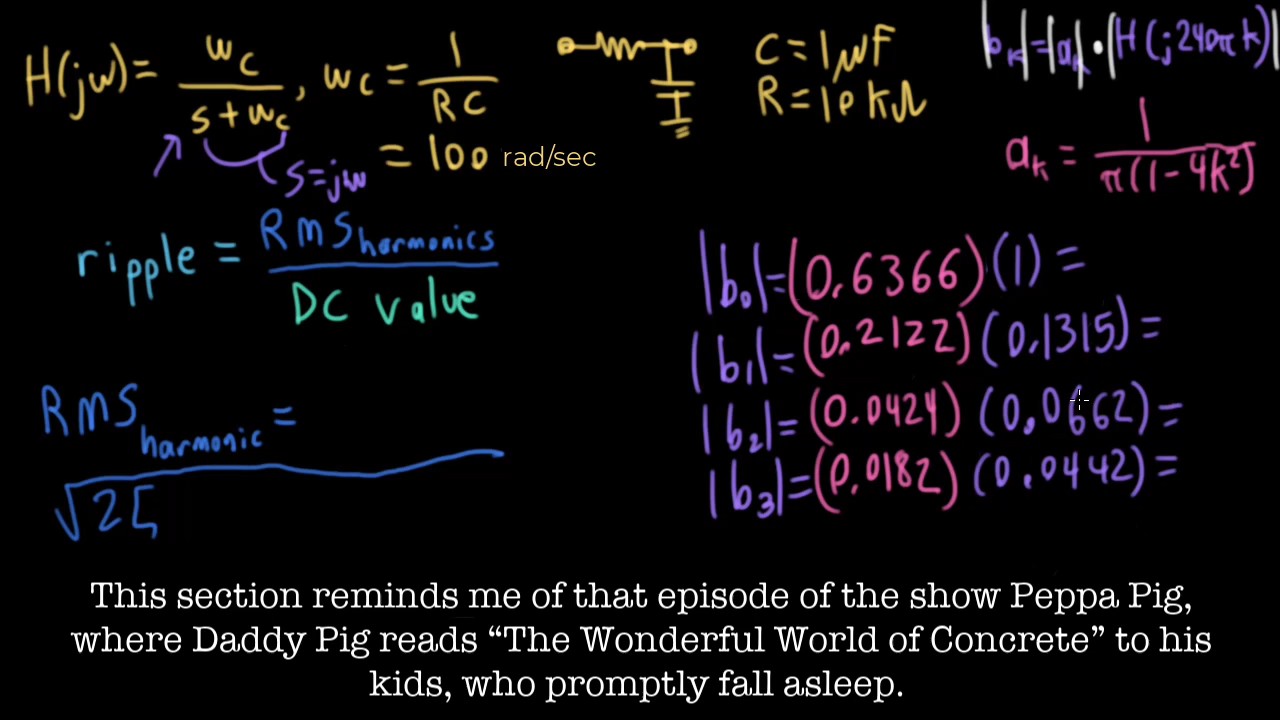 H(jω) = ωc / (s + ωc), ωc = 1 / RC
= 100 rad/sec
s=jω
C = 1μF
R = 10 kΩ
|bk|=|ak|·|H(j240πk)|
ak = 1 / π(1-4k²)
ripple = RMS harmonics / DC value
|b0|=(0.6366)(1) =
|b1|=(0.2122)(0.1315)=
|b2|=(0.0424)(0.0662)=
|b3|=(0.0182)(0.0442)=
RMS harmonic =
√2[
This section reminds me of that episode of the show Peppa Pig,
where Daddy Pig reads “The Wonderful World of Concrete” to his
kids, who promptly fall asleep.